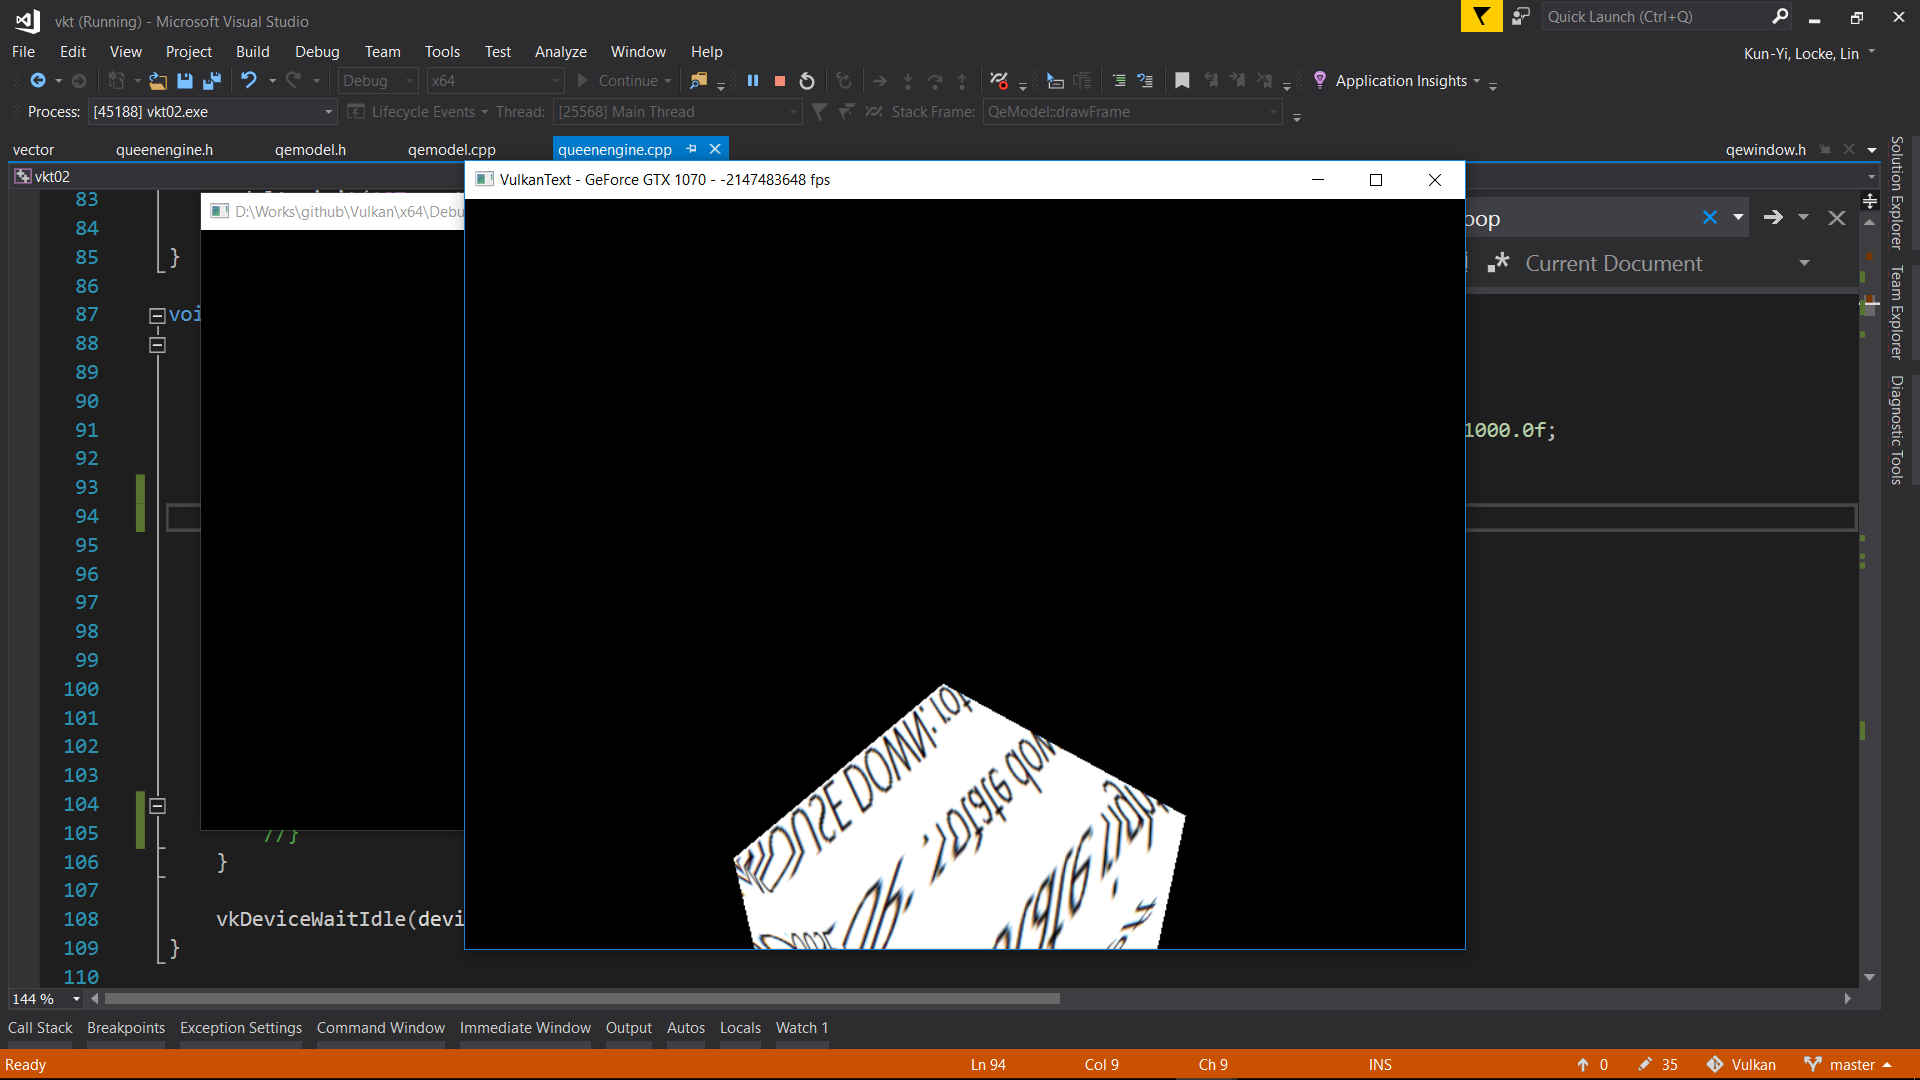 vkt (Running) - Microsoft Visual Studio
Quick Launch (Ctrl+Q)
File Edit View Project Build Debug Team Tools Test Analyze Window Help
Kun-Yi, Locke, Lin
Debug x64 Continue Application Insights
Process: [45188] vkt02.exe Lifecycle Events Thread: [25568] Main Thread Stack Frame: QeModel::drawFrame
vector queenengine.h qemodel.h qemodel.cpp queenengine.cpp qewindow.h
vkt02
VulkanText - GeForce GTX 1070 - -2147483648 fps
D:\Works\github\Vulkan\x64\Debu
oop
Current Document
Solution Explorer
Team Explorer
Diagnostic Tools
83
84
85 }
86
87 voi
88
89
90
91 1000.0f;
92
93
94
95
96
97
98
99
100
101
102
103
104
105 //}
106 }
107
108 vkDeviceWaitIdle(devi
109 }
110
144 %
Call Stack Breakpoints Exception Settings Command Window Immediate Window Output Autos Locals Watch 1
Ready Ln 94 Col 9 Ch 9 INS 0 35 Vulkan master